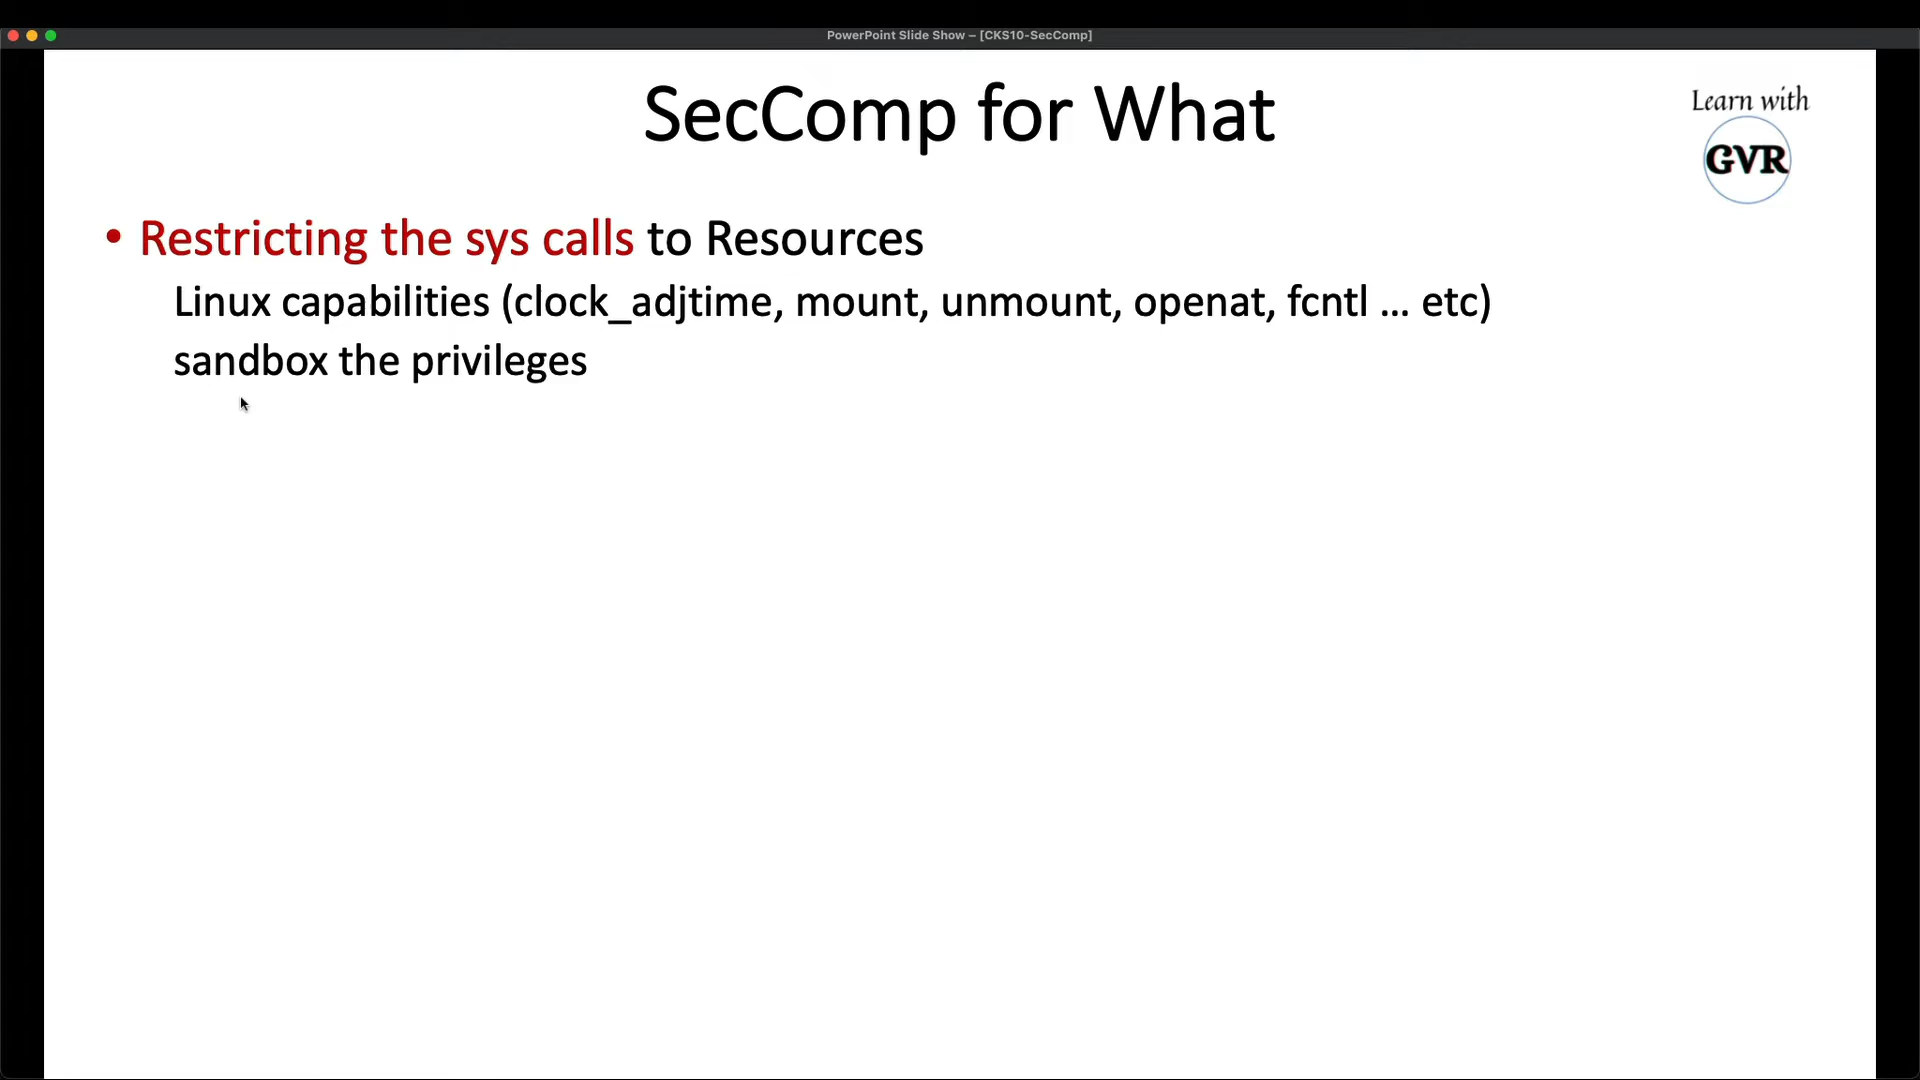 PowerPoint Slide Show – [CKS10-SecComp]
SecComp for What
Learn with
GVR
• Restricting the sys calls to Resources
Linux capabilities (clock_adjtime, mount, unmount, openat, fcntl ... etc)
sandbox the privileges